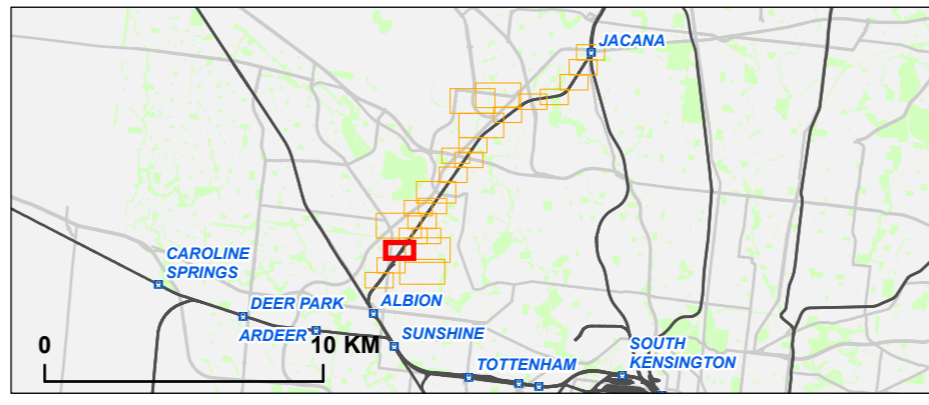 JACANA
CAROLINE
SPRINGS
DEER PARK
ALBION
ARDEER
SUNSHINE
SOUTH
KENSINGTON
TOTTENHAM
0
10 KM